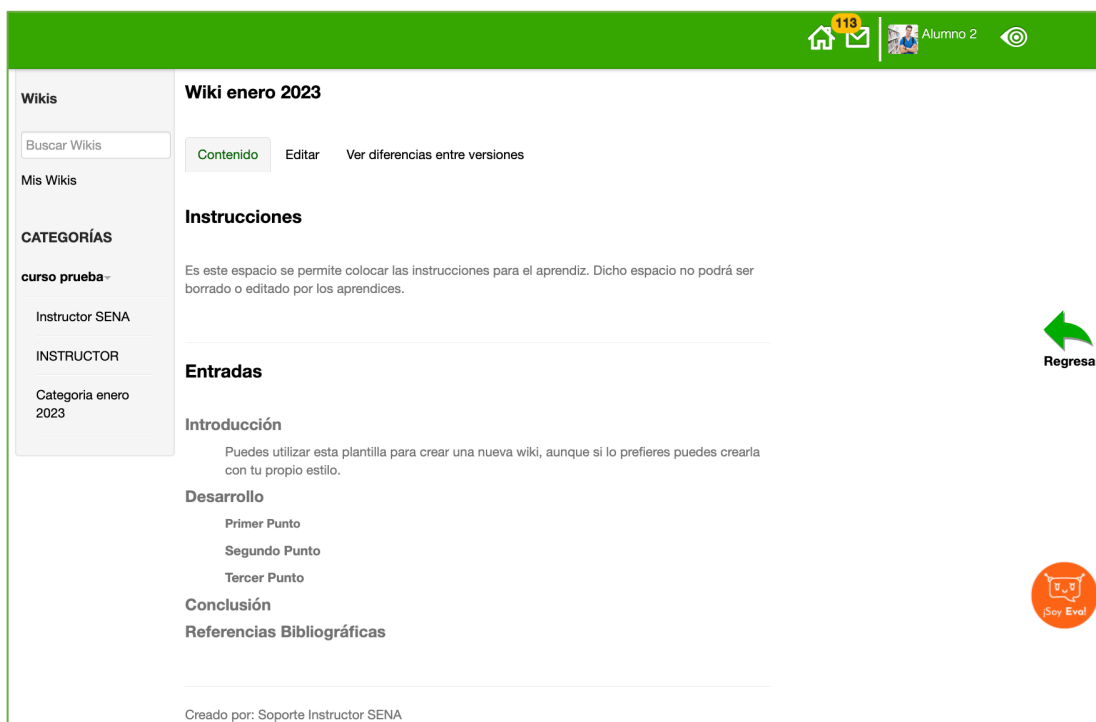 113
Alumno 2
Wikis
Buscar Wikis
Mis Wikis
CATEGORÍAS
curso prueba
Instructor SENA
INSTRUCTOR
Categoria enero
2023
Wiki enero 2023
Contenido Editar Ver diferencias entre versiones
Instrucciones
Es este espacio se permite colocar las instrucciones para el aprendiz. Dicho espacio no podrá ser
borrado o editado por los aprendices.
Entradas
Introducción
Puedes utilizar esta plantilla para crear una nueva wiki, aunque si lo prefieres puedes crearla
con tu propio estilo.
Desarrollo
Primer Punto
Segundo Punto
Tercer Punto
Conclusión
Referencias Bibliográficas
Creado por: Soporte Instructor SENA
Regresa
¡Soy Eva!